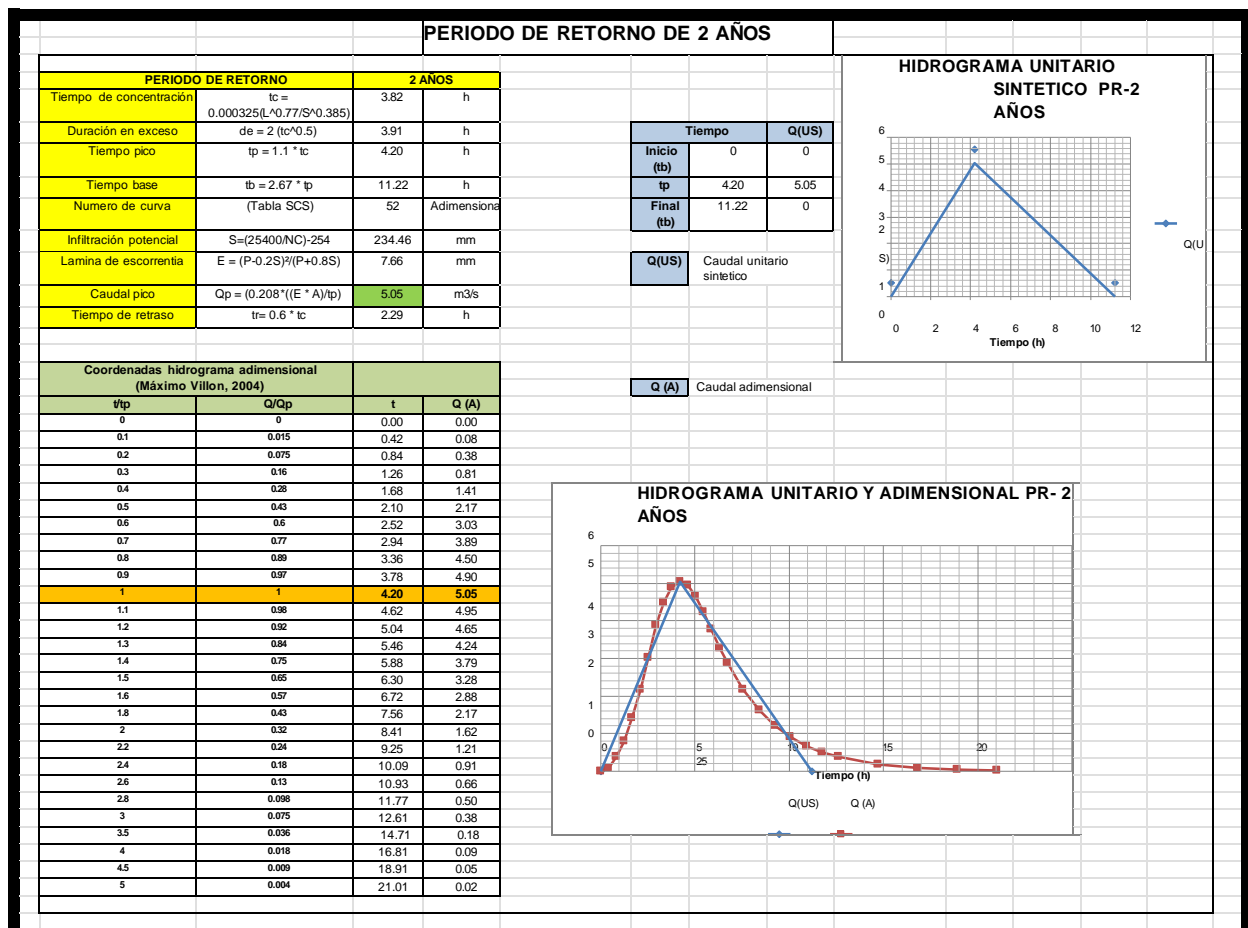 PERIODO DE RETORNO DE 2 AÑOS
PERIODO DE RETORNO 2 AÑOS
Tiempo de concentración tc = 0.000325(L^0.77/S^0.385) 3.82 h
Duración en exceso de = 2 (tc^0.5) 3.91 h
Tiempo pico tp = 1.1 * tc 4.20 h
Tiempo base tb = 2.67 * tp 11.22 h
Numero de curva (Tabla SCS) 52 Adimensiona
Infiltración potencial S=(25400/NC)-254 234.46 mm
Lamina de escorrentia E = (P-0.2S)²/(P+0.8S) 7.66 mm
Caudal pico Qp = (0.208*((E * A)/tp) 5.05 m3/s
Tiempo de retraso tr= 0.6 * tc 2.29 h
Tiempo Q(US)
Inicio (tb) 0 0
tp 4.20 5.05
Final (tb) 11.22 0
Q(US) Caudal unitario sintetico
HIDROGRAMA UNITARIO
SINTETICO PR-2
AÑOS
6
5
4
3
2
S)
1
0
0 2 4 6 8 10 12
Tiempo (h)
Q(U
Coordenadas hidrograma adimensional
(Máximo Villon, 2004)
t/tp Q/Qp t Q (A)
0 0 0.00 0.00
0.1 0.015 0.42 0.08
0.2 0.075 0.84 0.38
0.3 0.16 1.26 0.81
0.4 0.28 1.68 1.41
0.5 0.43 2.10 2.17
0.6 0.6 2.52 3.03
0.7 0.77 2.94 3.89
0.8 0.89 3.36 4.50
0.9 0.97 3.78 4.90
1 1 4.20 5.05
1.1 0.98 4.62 4.95
1.2 0.92 5.04 4.65
1.3 0.84 5.46 4.24
1.4 0.75 5.88 3.79
1.5 0.65 6.30 3.28
1.6 0.57 6.72 2.88
1.8 0.43 7.56 2.17
2 0.32 8.41 1.62
2.2 0.24 9.25 1.21
2.4 0.18 10.09 0.91
2.6 0.13 10.93 0.66
2.8 0.098 11.77 0.50
3 0.075 12.61 0.38
3.5 0.036 14.71 0.18
4 0.018 16.81 0.09
4.5 0.009 18.91 0.05
5 0.004 21.01 0.02
Q (A) Caudal adimensional
HIDROGRAMA UNITARIO Y ADIMENSIONAL PR- 2
AÑOS
6
5
4
3
2
1
0
0 5 10 15 20
25
Tiempo (h)
Q(US) Q (A)